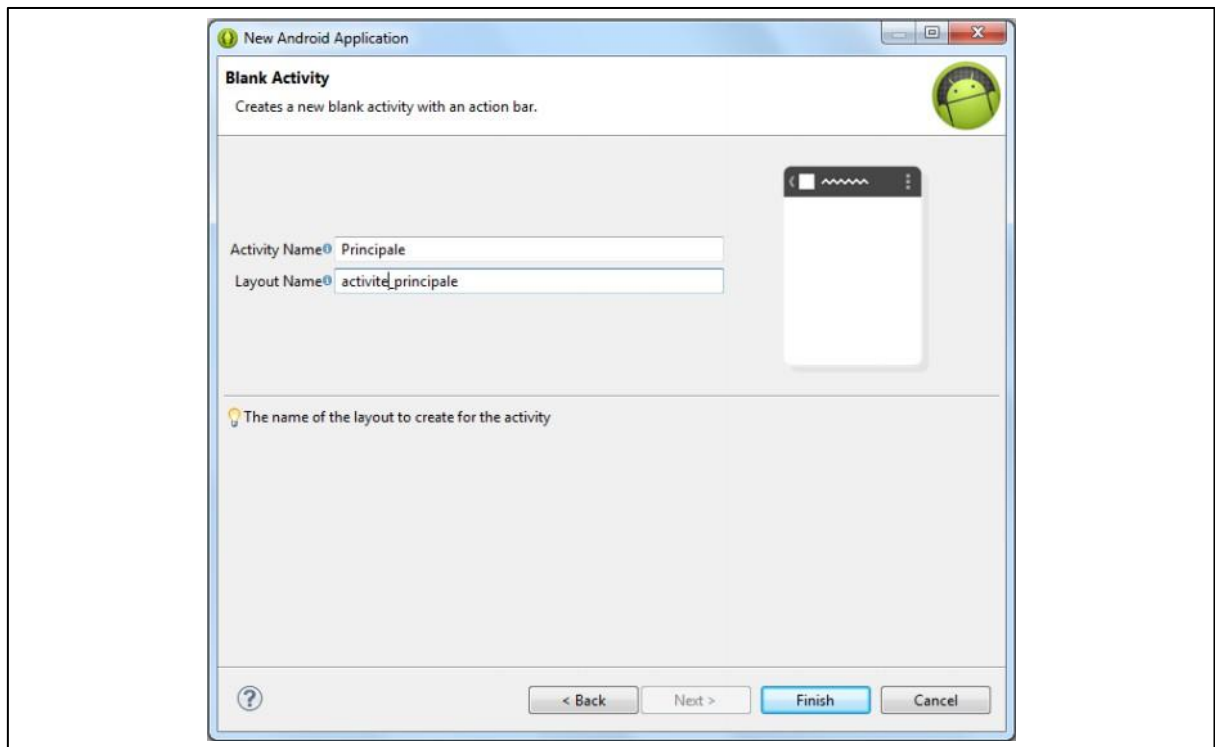 New Android Application
Blank Activity
Creates a new blank activity with an action bar.
Activity Name Principale
Layout Name activite_principale
The name of the layout to create for the activity
< Back Next > Finish Cancel